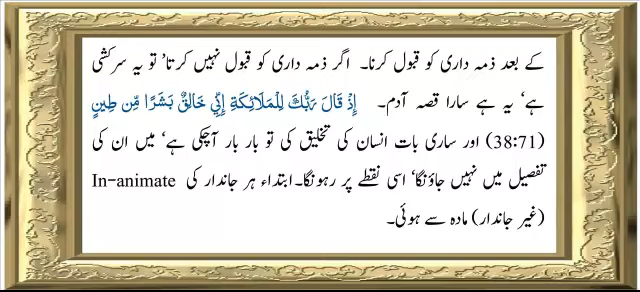 کے بعد ذمہ داری کو قبول کرنا۔ اگر ذمہ داری کو قبول نہیں کرتا' تو یہ سرکشی
ہے' یہ ہے سارا قصہ آدم۔ إِذْ قَالَ رَبُّكَ لِلْمَلَائِكَةِ إِنِّي خَالِقٌ بَشَرًا مِّن طِينٍ
(38:71) اور ساری بات انسان کی تخلیق کی تو بار بار آچکی ہے' میں ان کی
تفصیل میں نہیں جاؤنگا' اسی نقطے پر رہونگا۔ ابتداء ہر جاندار کی In-animate
(غیر جاندار) مادہ سے ہوئی۔